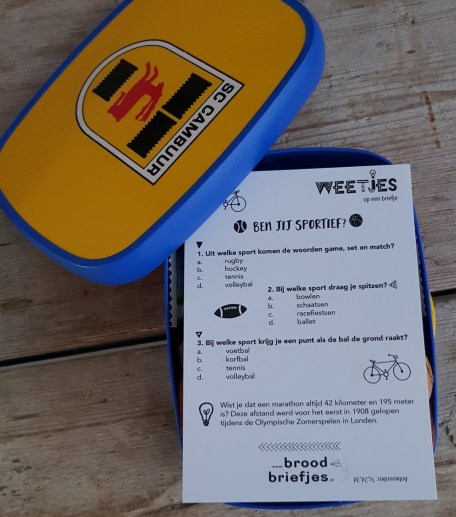 SC CAMBUUR
WEETJES
op een briefje
BEN JIJ SPORTIEF?
1. Uit welke sport komen de woorden game, set en match?
a. rugby
b. hockey
c. tennis
d. volleybal
2. Bij welke sport draag je spitzen?
a. bowlen
b. schaatsen
c. racefietsen
d. ballet
3. Bij welke sport krijg je een punt als de bal de grond raakt?
a. voetbal
b. korfbal
c. tennis
d. volleybal
Wist je dat een marathon altijd 42 kilometer en 195 meter
is? Deze afstand werd voor het eerst in 1908 gelopen
tijdens de Olympische Zomerspelen in Londen.
www.brood
briefjes.nl
Antwoorden: 1c,2d,3d